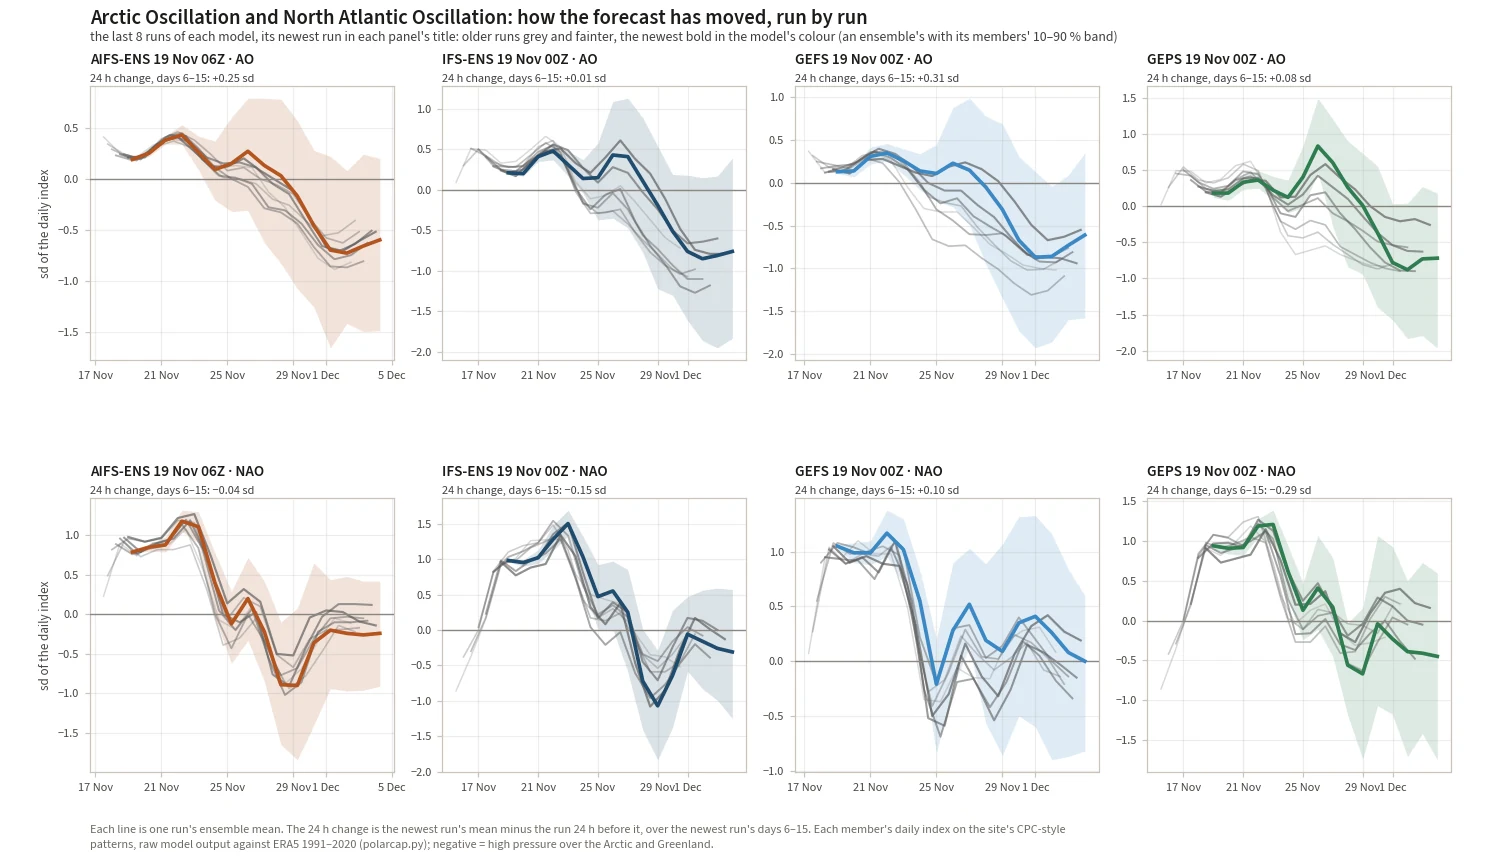 Arctic Oscillation and North Atlantic Oscillation: how the forecast has moved, run by run
the last 8 runs of each model, its newest run in each panel's title: older runs grey and fainter, the newest bold in the model's colour (an ensemble's with its members' 10–90 % band)
AIFS-ENS 19 Nov 06Z · AO
24 h change, days 6–15: +0.25 sd
sd of the daily index
0.5
0.0
−0.5
−1.0
−1.5
17 Nov 21 Nov 25 Nov 29 Nov 1 Dec 5 Dec
IFS-ENS 19 Nov 00Z · AO
24 h change, days 6–15: +0.01 sd
1.0
0.5
0.0
−0.5
−1.0
−1.5
−2.0
17 Nov 21 Nov 25 Nov 29 Nov 1 Dec
GEFS 19 Nov 00Z · AO
24 h change, days 6–15: +0.31 sd
1.0
0.5
0.0
−0.5
−1.0
−1.5
−2.0
17 Nov 21 Nov 25 Nov 29 Nov 1 Dec
GEPS 19 Nov 00Z · AO
24 h change, days 6–15: +0.08 sd
1.5
1.0
0.5
0.0
−0.5
−1.0
−1.5
−2.0
17 Nov 21 Nov 25 Nov 29 Nov 1 Dec
AIFS-ENS 19 Nov 06Z · NAO
24 h change, days 6–15: −0.04 sd
sd of the daily index
1.0
0.5
0.0
−0.5
−1.0
−1.5
17 Nov 21 Nov 25 Nov 29 Nov 1 Dec 5 Dec
IFS-ENS 19 Nov 00Z · NAO
24 h change, days 6–15: −0.15 sd
1.5
1.0
0.5
0.0
−0.5
−1.0
−1.5
−2.0
17 Nov 21 Nov 25 Nov 29 Nov 1 Dec
GEFS 19 Nov 00Z · NAO
24 h change, days 6–15: +0.10 sd
1.0
0.5
0.0
−0.5
−1.0
17 Nov 21 Nov 25 Nov 29 Nov 1 Dec
GEPS 19 Nov 00Z · NAO
24 h change, days 6–15: −0.29 sd
1.5
1.0
0.5
0.0
−0.5
−1.0
−1.5
17 Nov 21 Nov 25 Nov 29 Nov 1 Dec
Each line is one run's ensemble mean. The 24 h change is the newest run's mean minus the run 24 h before it, over the newest run's days 6–15. Each member's daily index on the site's CPC-style
patterns, raw model output against ERA5 1991–2020 (polarcap.py); negative = high pressure over the Arctic and Greenland.